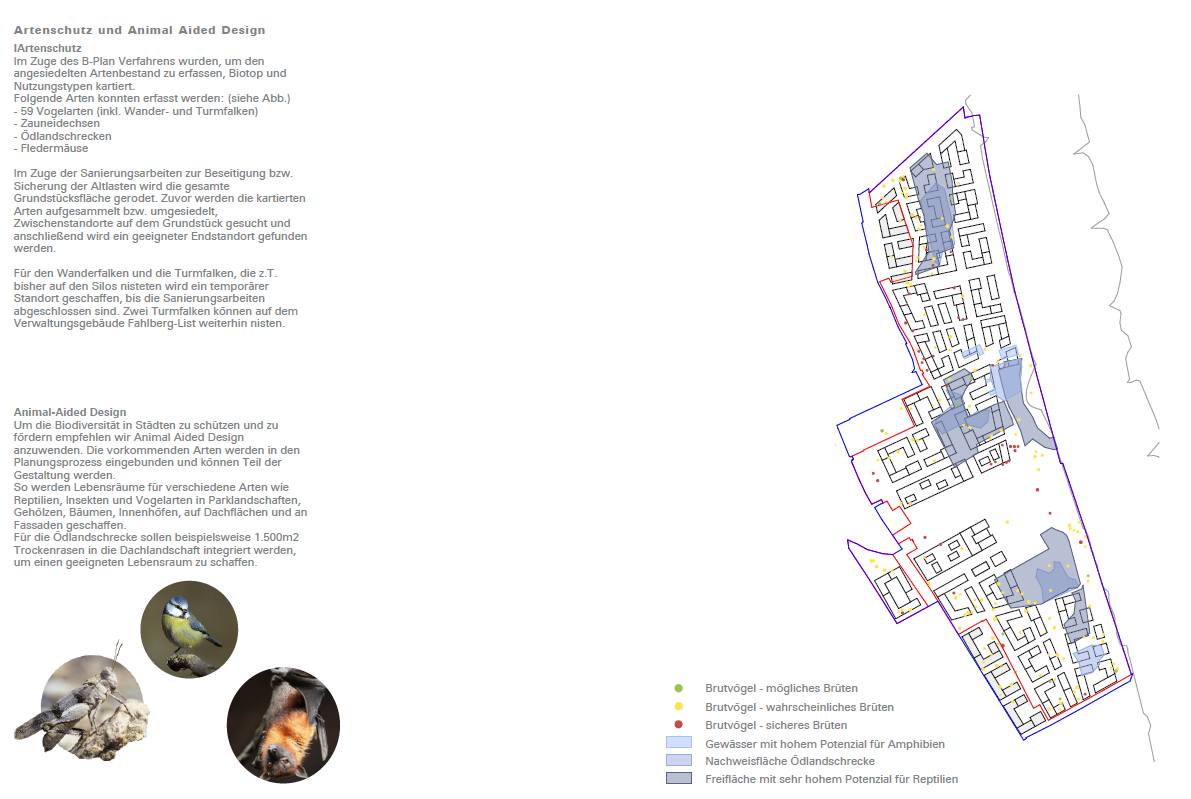 Artenschutz und Animal Aided Design
lArtenschutz
Im Zuge des B-Plan Verfahrens wurden, um den
angesiedelten Artenbestand zu erfassen, Biotop und
Nutzungstypen kartiert.
Folgende Arten konnten erfasst werden: (siehe Abb.)
- 59 Vogelarten (inkl. Wander- und Turmfalken)
- Zauneidechsen
- Ödlandschrecken
- Fledermäuse
Im Zuge der Sanierungsarbeiten zur Beseitigung bzw.
Sicherung der Altlasten wird die gesamte
Grundstücksfläche gerodet. Zuvor werden die kartierten
Arten aufgesammelt bzw. umgesiedelt,
Zwischenstandorte auf dem Grundstück gesucht und
anschließend wird ein geeigneter Endstandort gefunden
werden.
Für den Wanderfalken und die Turmfalken, die z.T.
bisher auf den Silos nisteten wird ein temporärer
Standort geschaffen, bis die Sanierungsarbeiten
abgeschlossen sind. Zwei Turmfalken können auf dem
Verwaltungsgebäude Fahlberg-List weiterhin nisten.
Animal-Aided Design
Um die Biodiversität in Städten zu schützen und zu
fördern empfehlen wir Animal Aided Design
anzuwenden. Die vorkommenden Arten werden in den
Planungsprozess eingebunden und können Teil der
Gestaltung werden.
So werden Lebensräume für verschiedene Arten wie
Reptilien, Insekten und Vogelarten in Parklandschaften,
Gehölzen, Bäumen, Innenhöfen, auf Dachflächen und an
Fassaden geschaffen.
Für die Ödlandschrecke sollen beispielsweise 1.500m2
Trockenrasen in die Dachlandschaft integriert werden,
um einen geeigneten Lebensraum zu schaffen.
Brutvögel - mögliches Brüten
Brutvögel - wahrscheinliches Brüten
Brutvögel - sicheres Brüten
Gewässer mit hohem Potenzial für Amphibien
Nachweisfläche Ödlandschrecke
Freifläche mit sehr hohem Potenzial für Reptilien